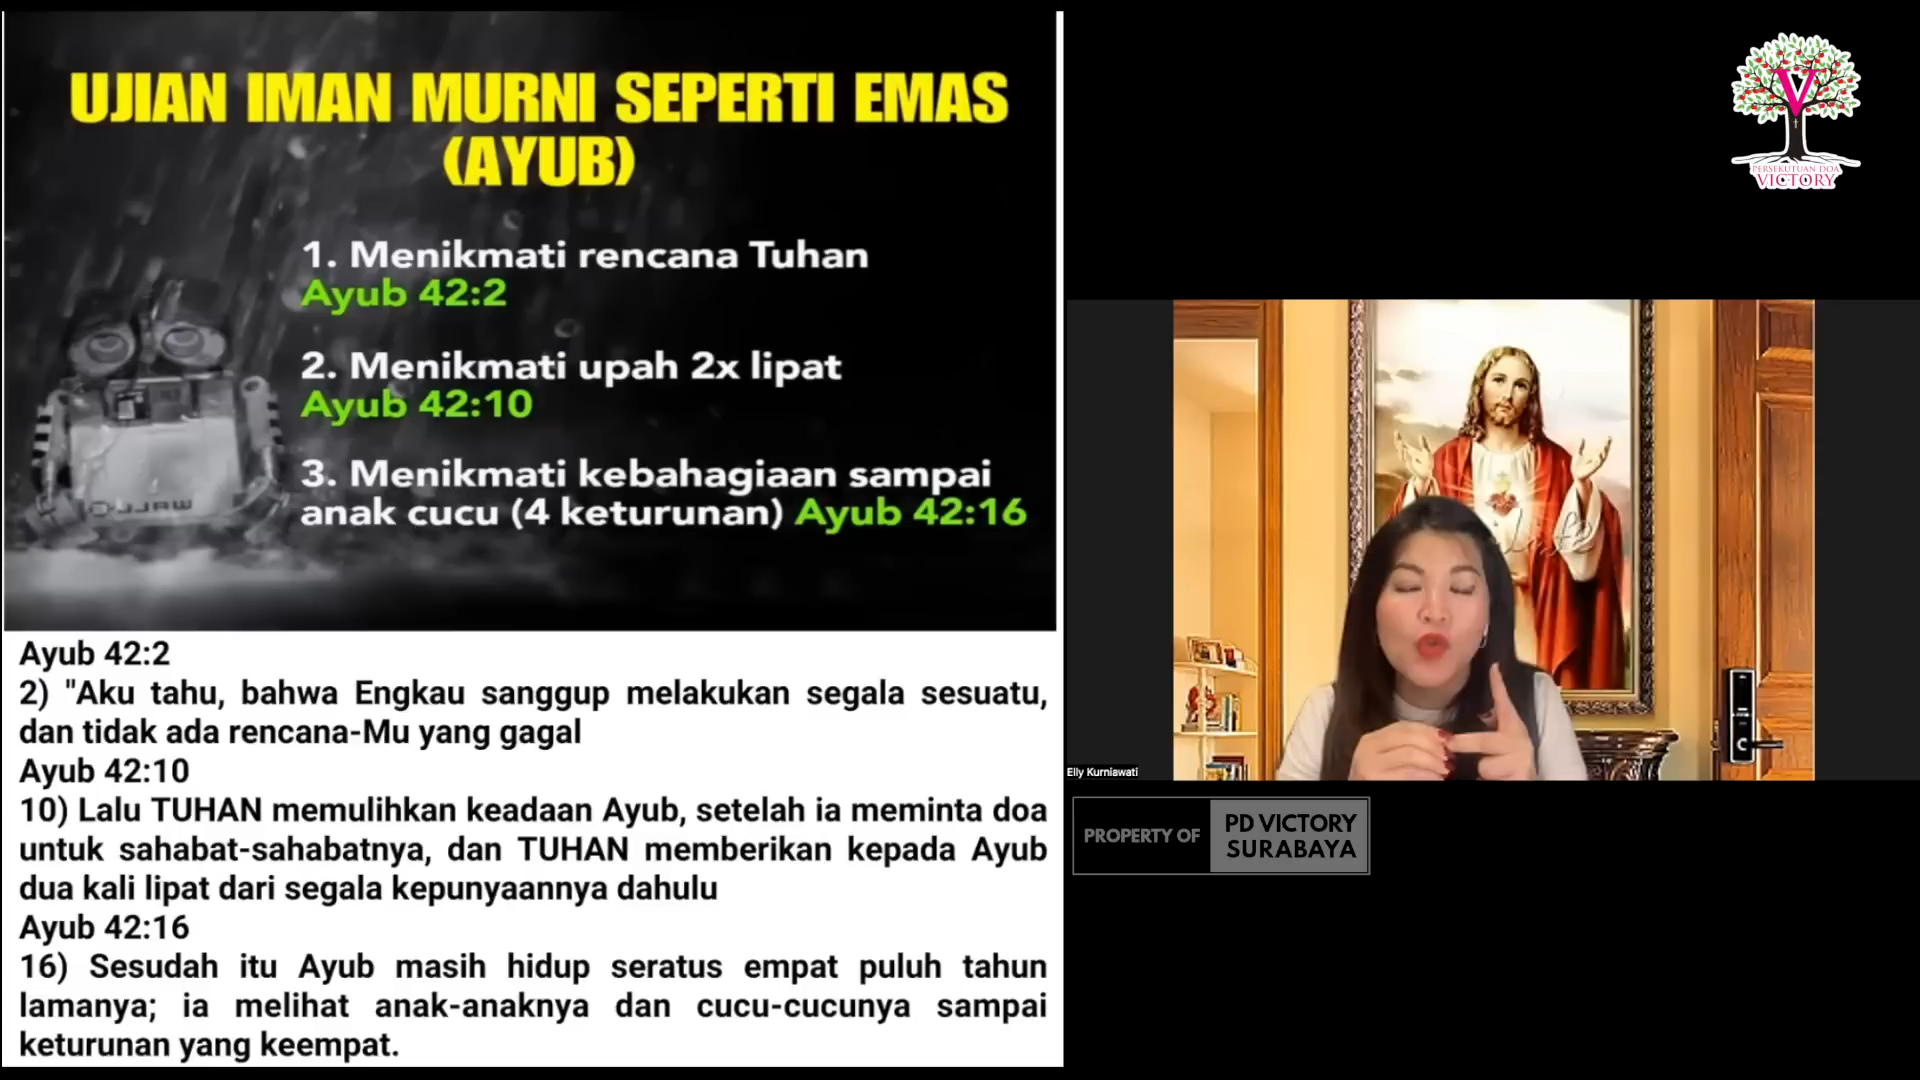 UJIAN IMAN MURNI SEPERTI EMAS
(AYUB)
1. Menikmati rencana Tuhan
Ayub 42:2
2. Menikmati upah 2x lipat
Ayub 42:10
3. Menikmati kebahagiaan sampai
anak cucu (4 keturunan) Ayub 42:16
WALL-E
Ayub 42:2
2) "Aku tahu, bahwa Engkau sanggup melakukan segala sesuatu,
dan tidak ada rencana-Mu yang gagal
Ayub 42:10
10) Lalu TUHAN memulihkan keadaan Ayub, setelah ia meminta doa
untuk sahabat-sahabatnya, dan TUHAN memberikan kepada Ayub
dua kali lipat dari segala kepunyaannya dahulu
Ayub 42:16
16) Sesudah itu Ayub masih hidup seratus empat puluh tahun
lamanya; ia melihat anak-anaknya dan cucu-cucunya sampai
keturunan yang keempat.
V
PERSEKUTUAN DOA
VICTORY
Elly Kurniawati
PROPERTY OF
PD VICTORY
SURABAYA